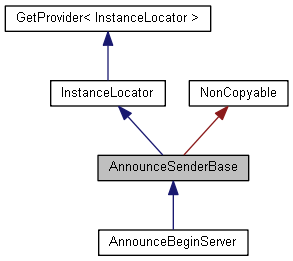 GetProvider< InstanceLocator >
InstanceLocator
NonCopyable
AnnounceSenderBase
AnnounceBeginServer